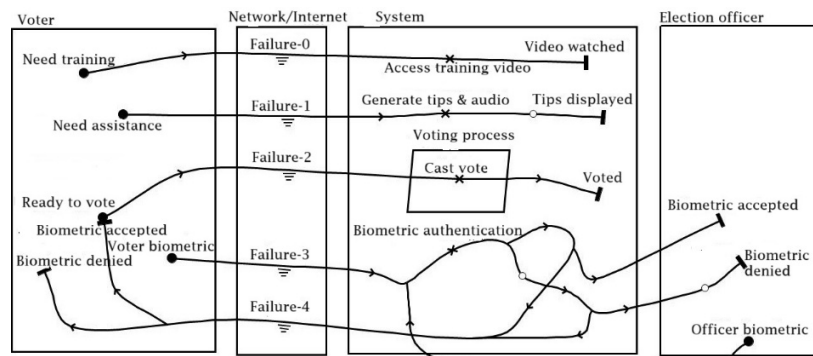 Voter
Network/Internet
System
Election officer
Need training
Failure-0
Access training video
Video watched
Need assistance
Failure-1
Generate tips & audio
Tips displayed
Voting process
Failure-2
Cast vote
Voted
Ready to vote
Biometric accepted
Voter biometric
Biometric denied
Failure-3
Biometric authentication
Biometric accepted
Biometric
denied
Failure-4
Officer biometric